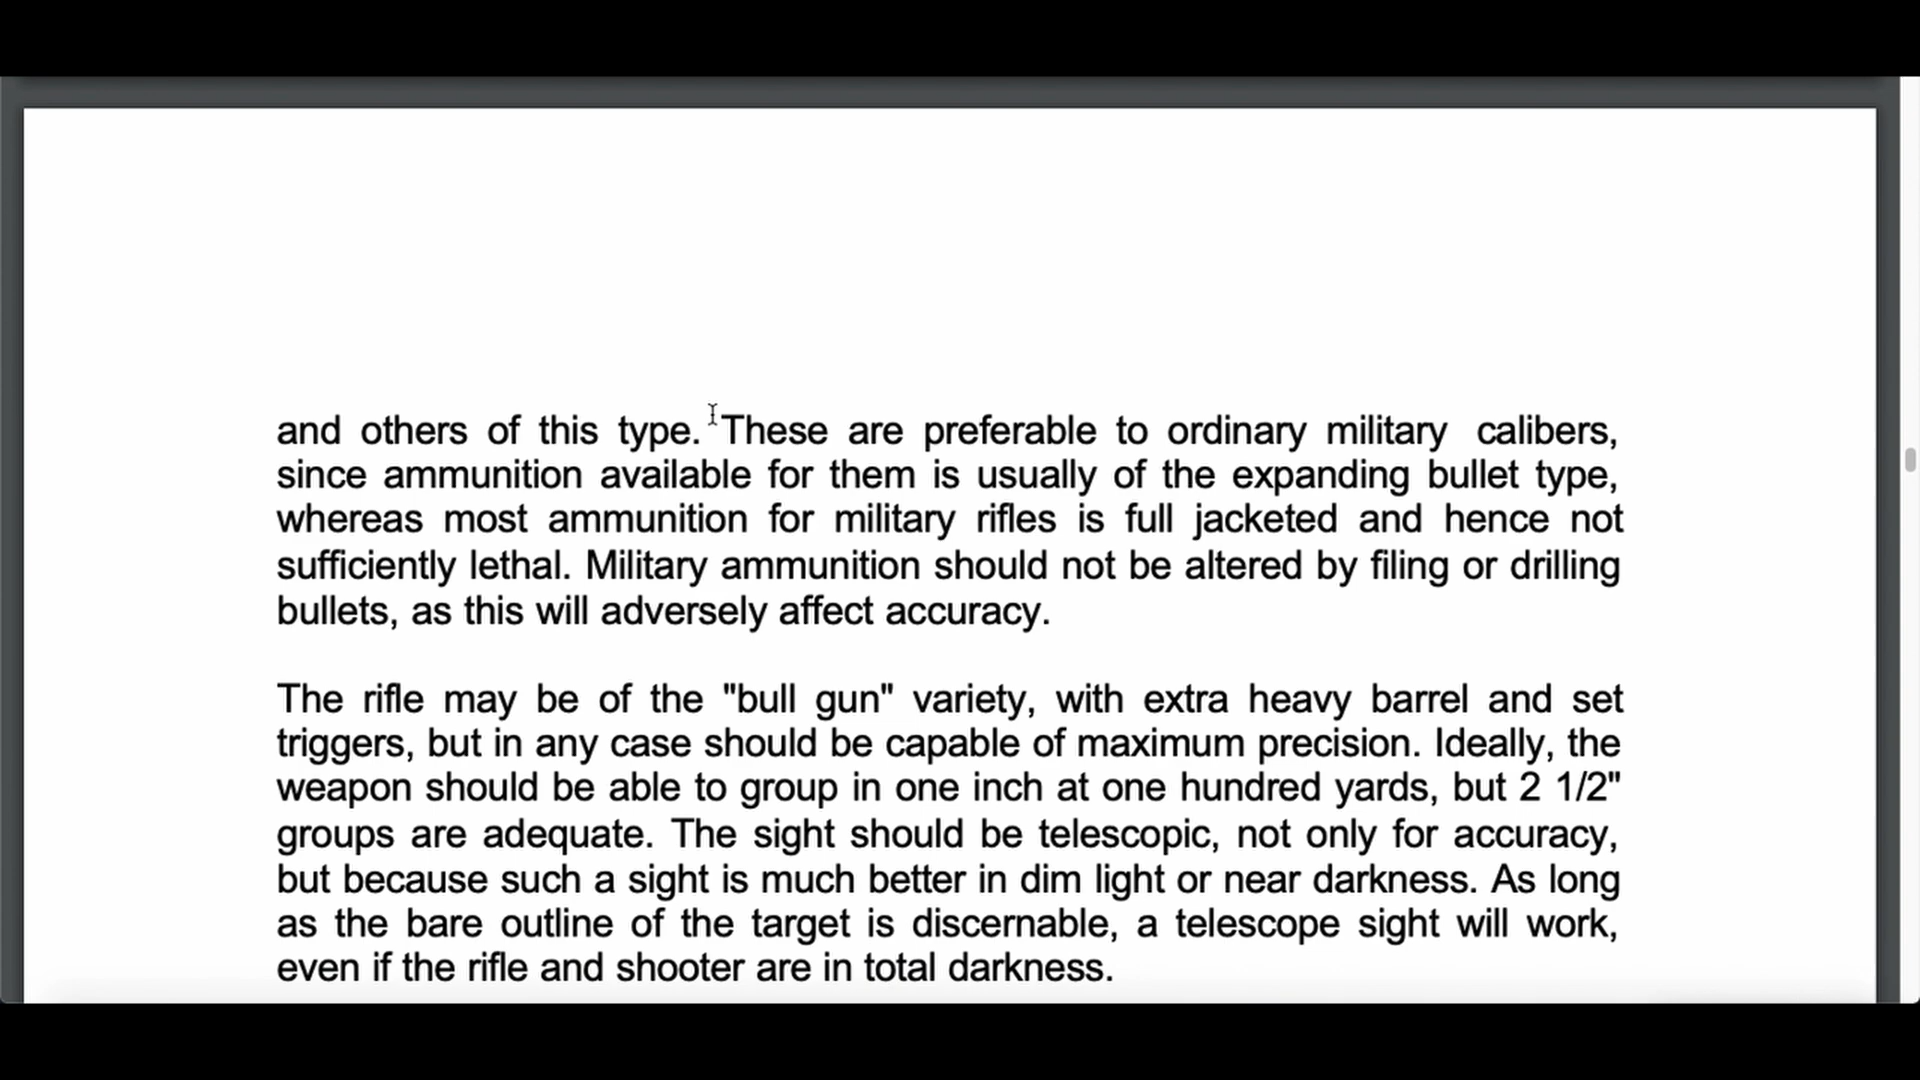 and others of this type. These are preferable to ordinary military calibers,
since ammunition available for them is usually of the expanding bullet type,
whereas most ammunition for military rifles is full jacketed and hence not
sufficiently lethal. Military ammunition should not be altered by filing or drilling
bullets, as this will adversely affect accuracy.
The rifle may be of the "bull gun" variety, with extra heavy barrel and set
triggers, but in any case should be capable of maximum precision. Ideally, the
weapon should be able to group in one inch at one hundred yards, but 2 1/2"
groups are adequate. The sight should be telescopic, not only for accuracy,
but because such a sight is much better in dim light or near darkness. As long
as the bare outline of the target is discernable, a telescope sight will work,
even if the rifle and shooter are in total darkness.